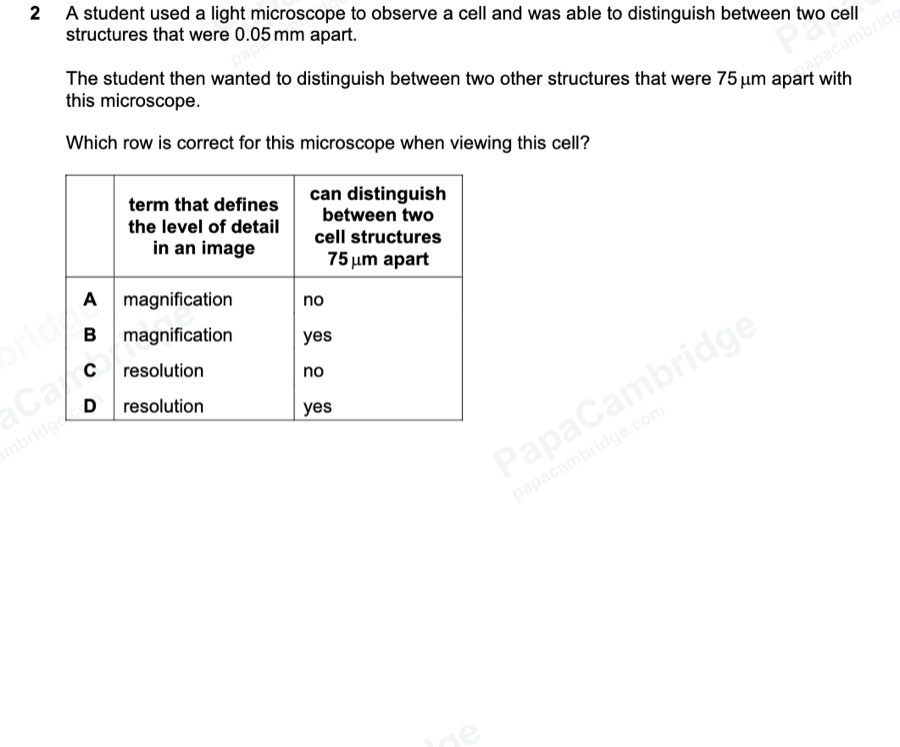 2 A student used a light microscope to observe a cell and was able to distinguish between two cell
structures that were 0.05 mm apart.
The student then wanted to distinguish between two other structures that were 75 μm apart with
this microscope.
Which row is correct for this microscope when viewing this cell?
term that defines the level of detail in an image | can distinguish between two cell structures 75 μm apart
A magnification no
B magnification yes
C resolution no
D resolution yes
PapaCambridge
papacambridge.com